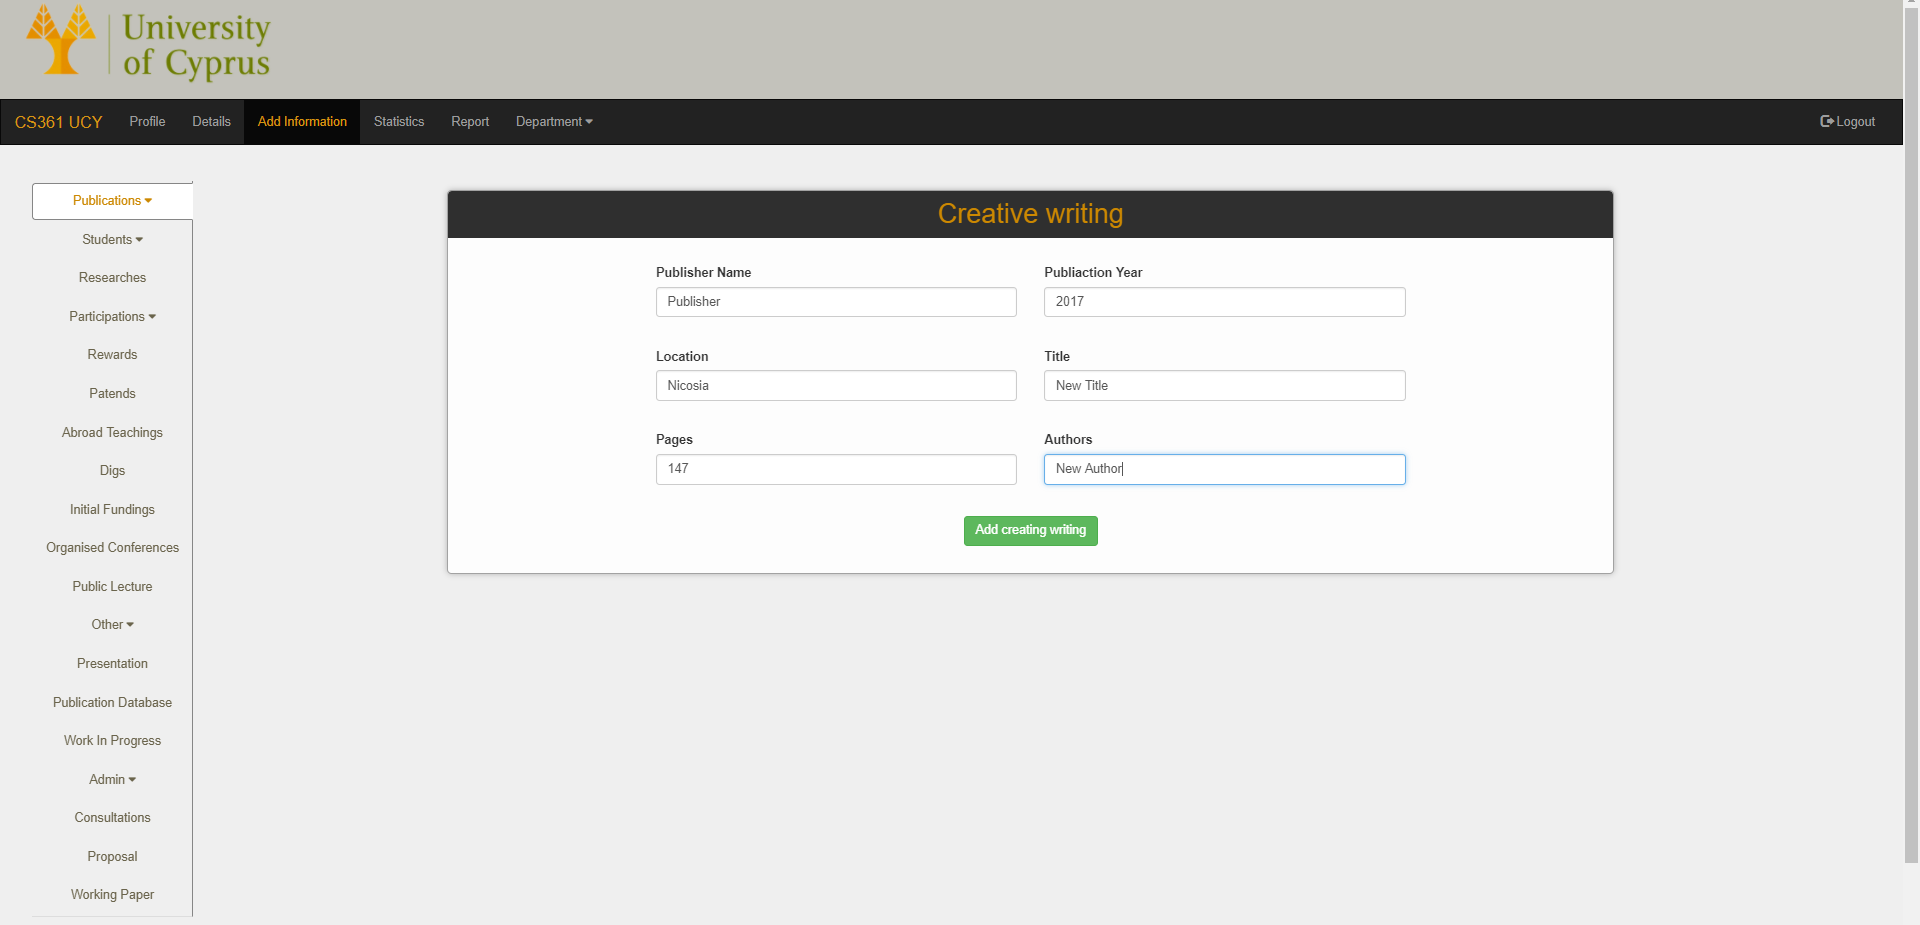 University
of Cyprus
CS361 UCY Profile Details Add Information Statistics Report Department Logout
Publications
Students
Researches
Participations
Rewards
Patends
Abroad Teachings
Digs
Initial Fundings
Organised Conferences
Public Lecture
Other
Presentation
Publication Database
Work In Progress
Admin
Consultations
Proposal
Working Paper
Creative writing
Publisher Name Publiaction Year
Publisher 2017
Location Title
Nicosia New Title
Pages Authors
147 New Author
Add creating writing